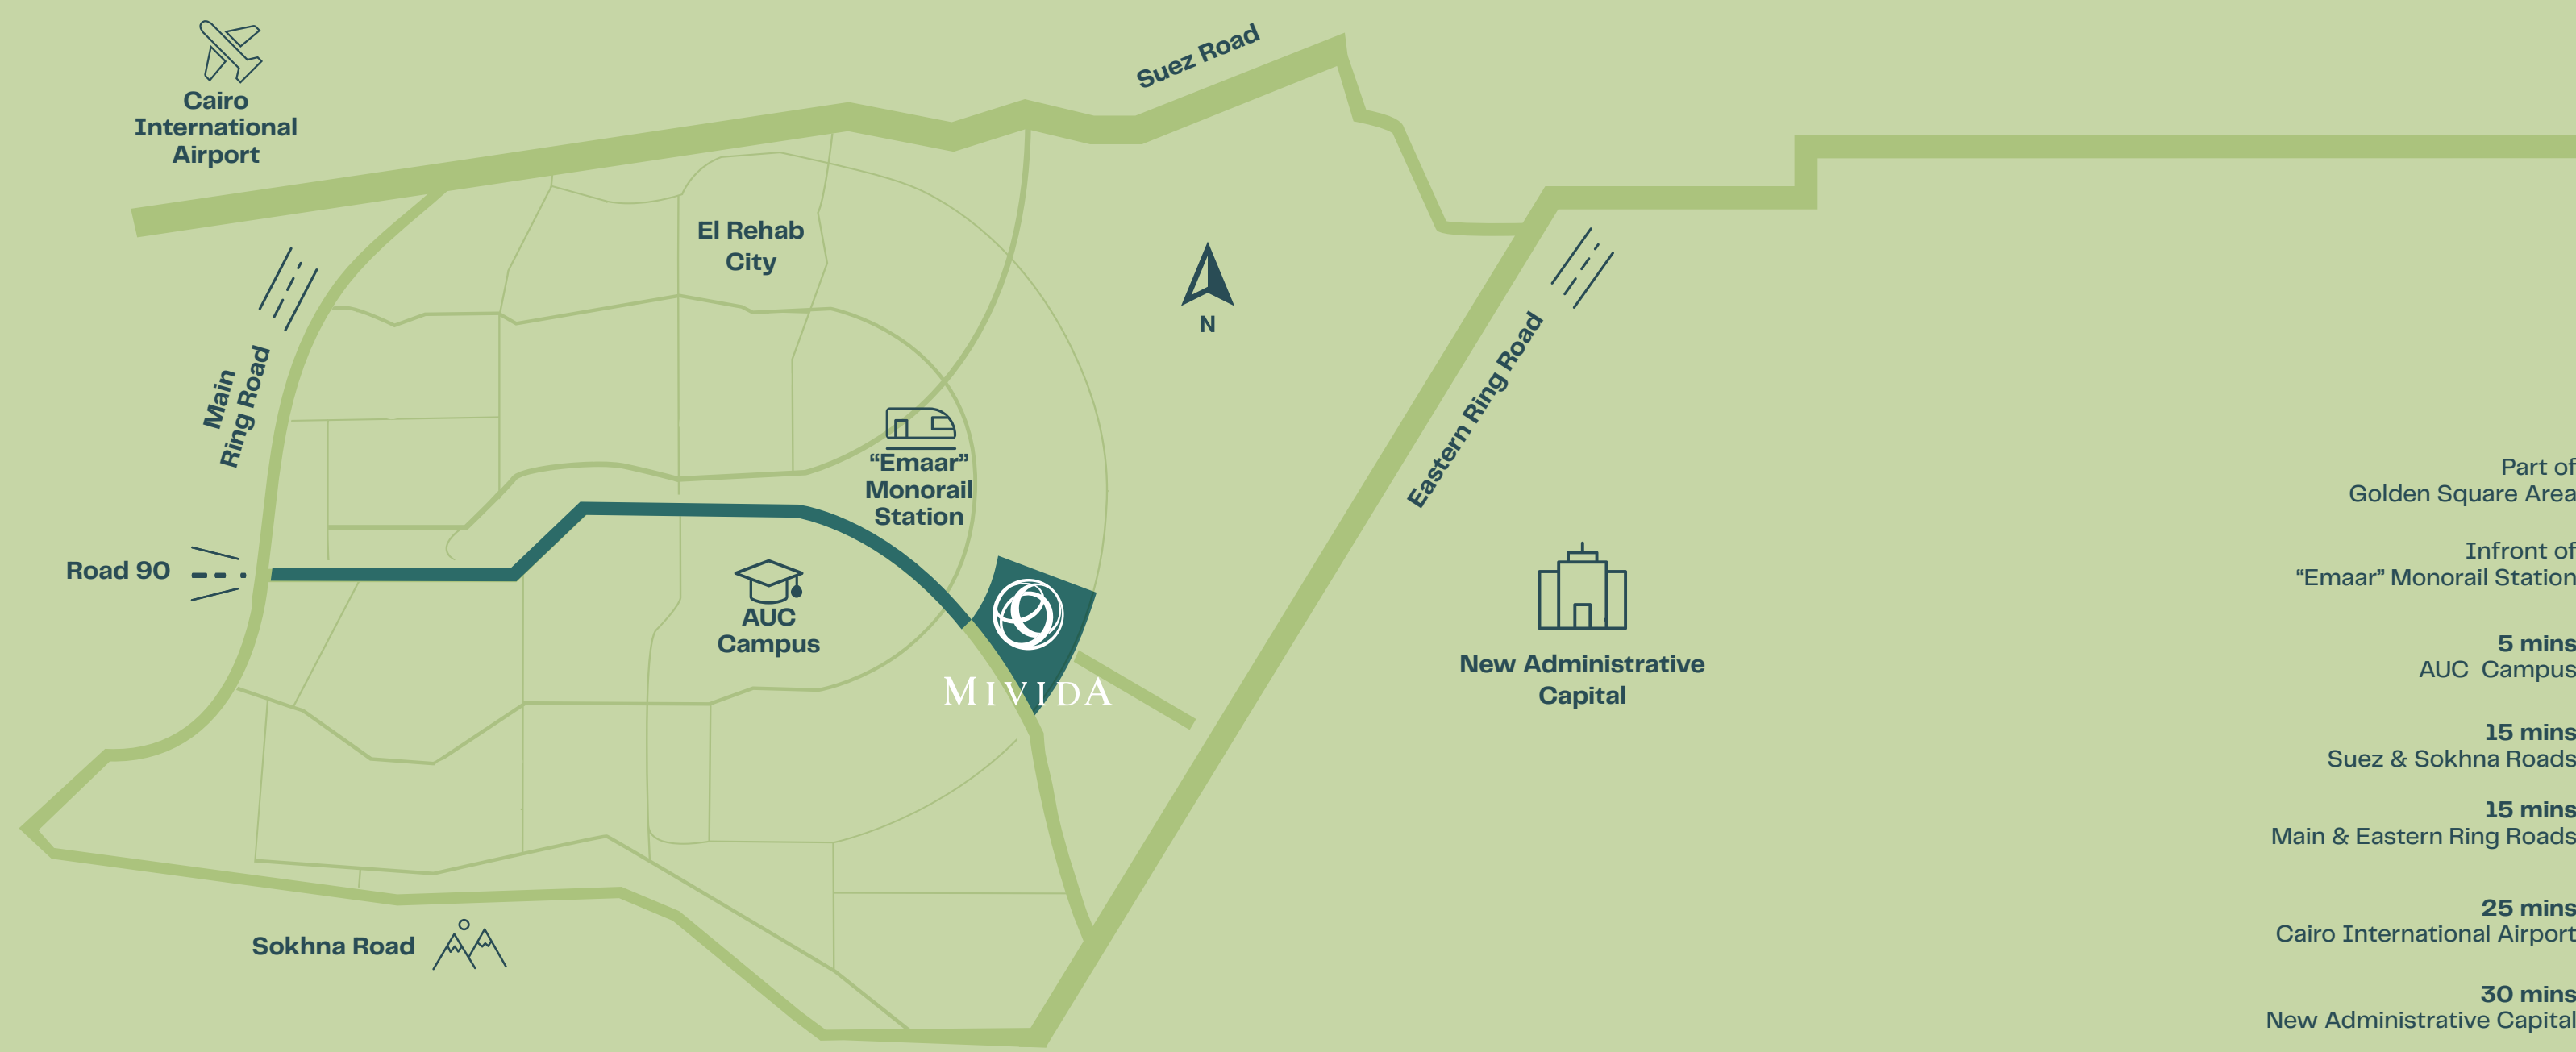 Suez Road
Cairo
International
Airport
El Rehab
City
N
Main
Ring Road
Eastern Ring Road
“Emaar”
Monorail
Station
Road 90
AUC
Campus
MIVIDA
New Administrative
Capital
Sokhna Road
Part of
Golden Square Area
Infront of
“Emaar” Monorail Station
5 mins
AUC Campus
15 mins
Suez & Sokhna Roads
15 mins
Main & Eastern Ring Roads
25 mins
Cairo International Airport
30 mins
New Administrative Capital